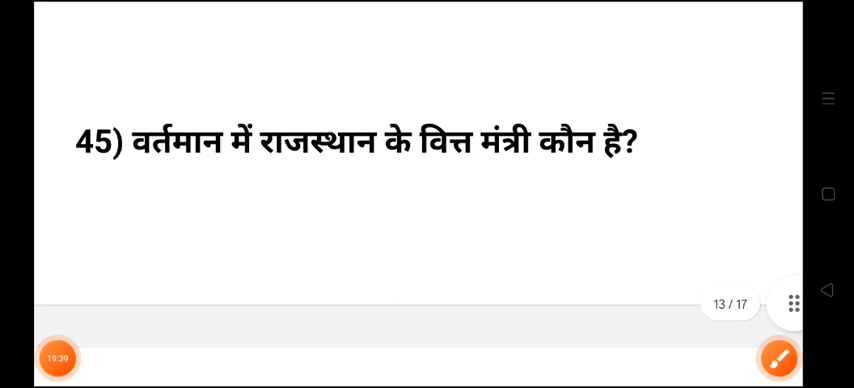 45) वर्तमान में राजस्थान के वित्त मंत्री कौन है?
13 / 17
19:39